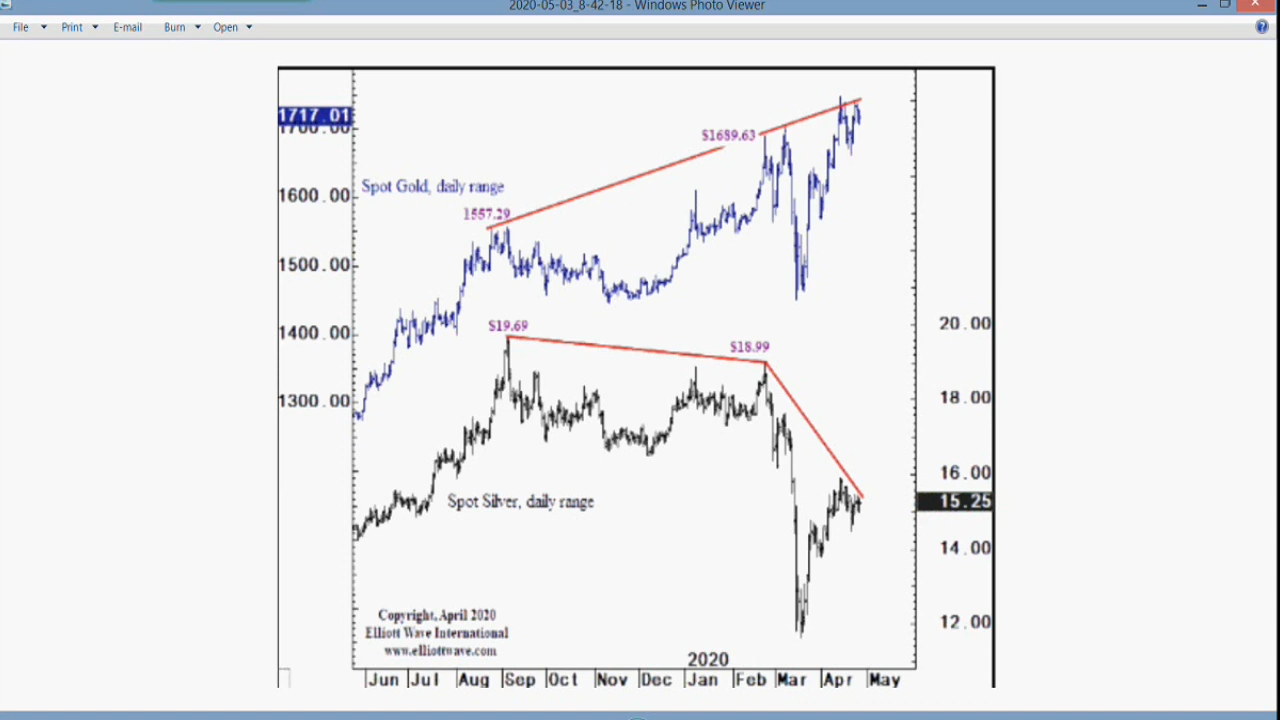 2020-05-03_8-42-18 - Windows Photo Viewer
File Print E-mail Burn Open
1717.01
1700.00
$1689.63
Spot Gold, daily range
1600.00
1557.29
1500.00
$19.69
20.00
1400.00
$18.99
1300.00
18.00
16.00
Spot Silver, daily range
15.25
14.00
Copyright, April 2020
12.00
Elliott Wave International
www.elliottwave.com
2020
Jun Jul Aug Sep Oct Nov Dec Jan Feb Mar Apr May